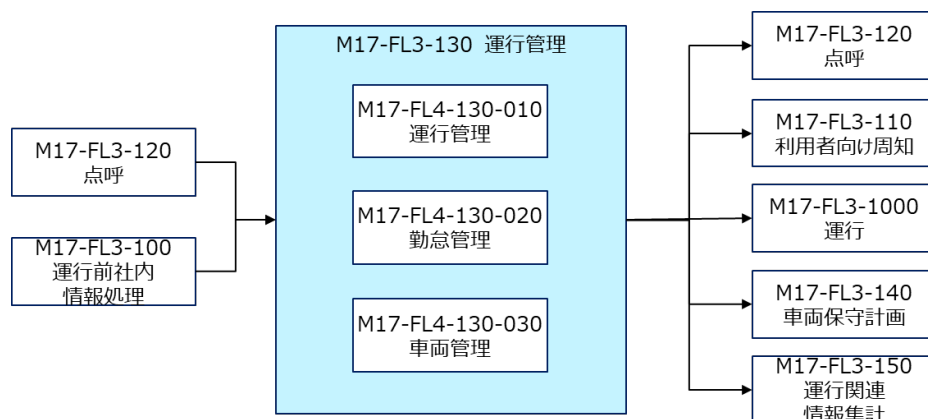 M17-FL3-120
点呼
M17-FL3-100
運行前社内
情報処理
M17-FL3-130 運行管理
M17-FL4-130-010
運行管理
M17-FL4-130-020
勤怠管理
M17-FL4-130-030
車両管理
M17-FL3-120
点呼
M17-FL3-110
利用者向け周知
M17-FL3-1000
運行
M17-FL3-140
車両保守計画
M17-FL3-150
運行関連
情報集計